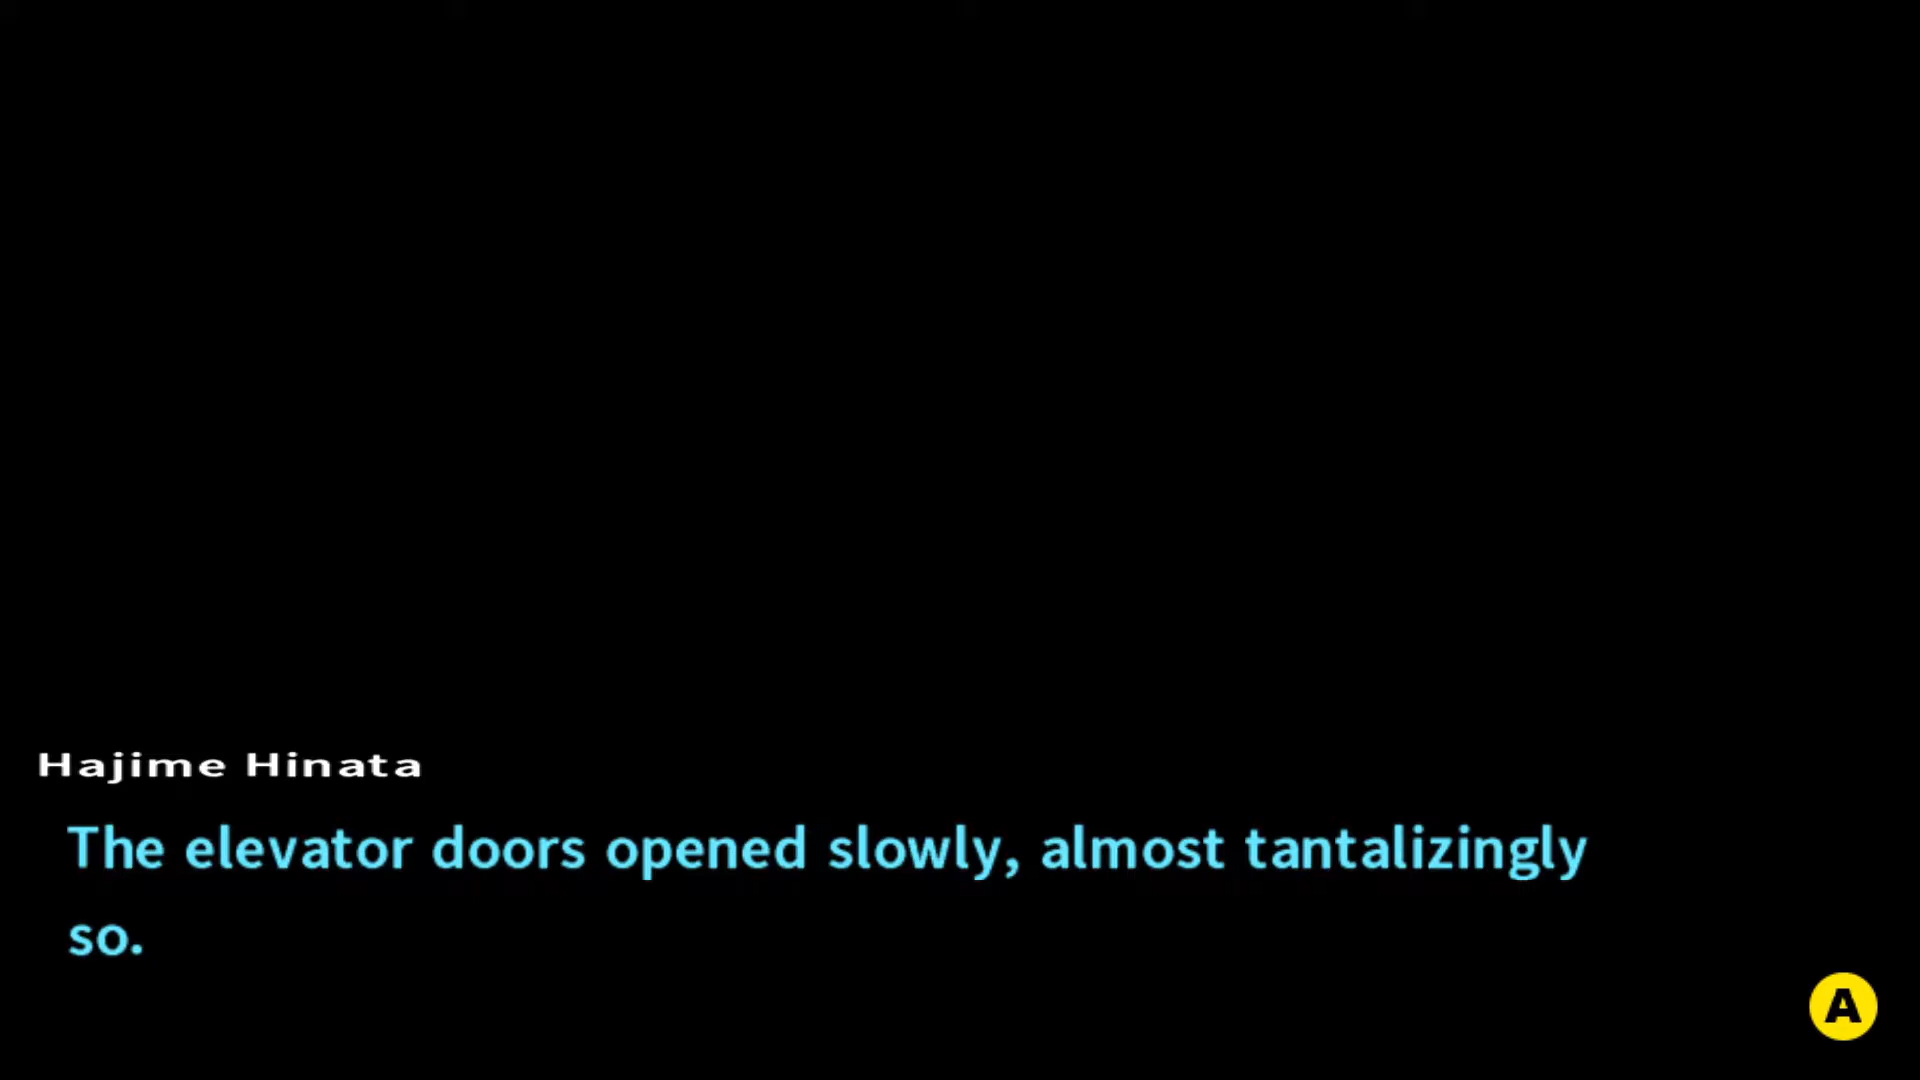 Hajime Hinata
The elevator doors opened slowly, almost tantalizingly
so.
A